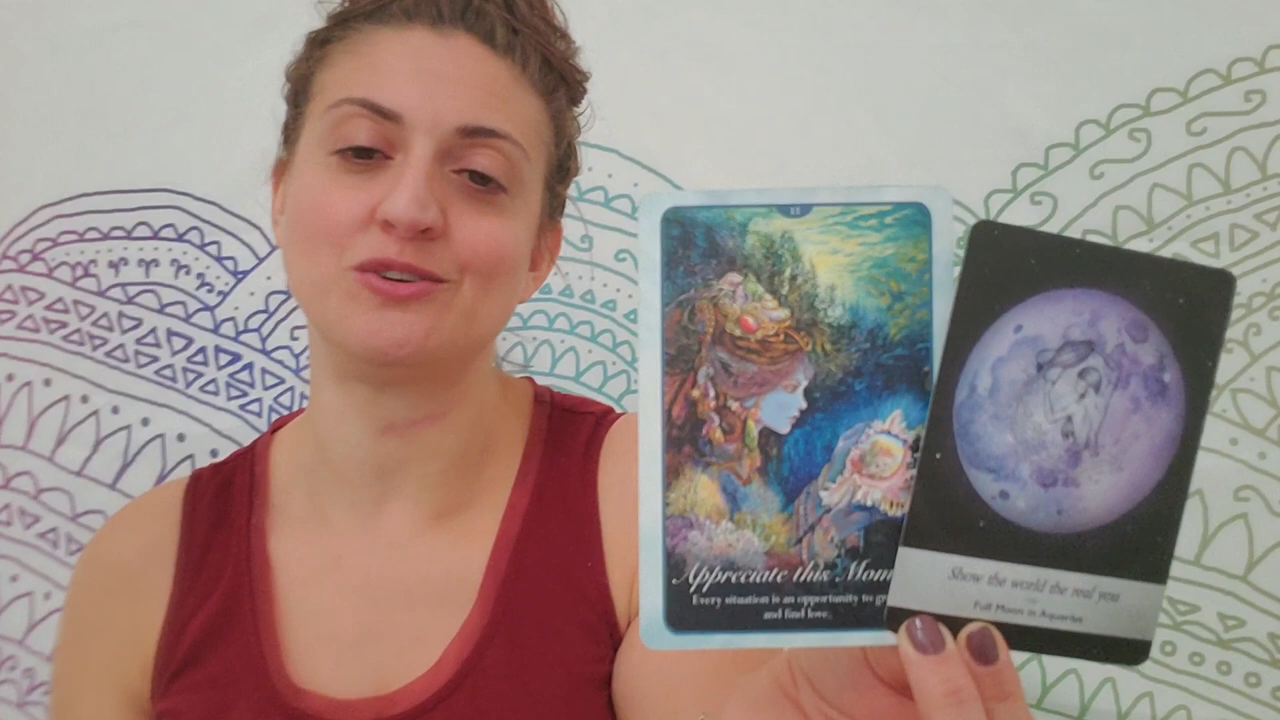 Appreciate this Mom
Every situation is an opportunity to gr
and find love.
Show the world the real you
Full Moon in Aquarius